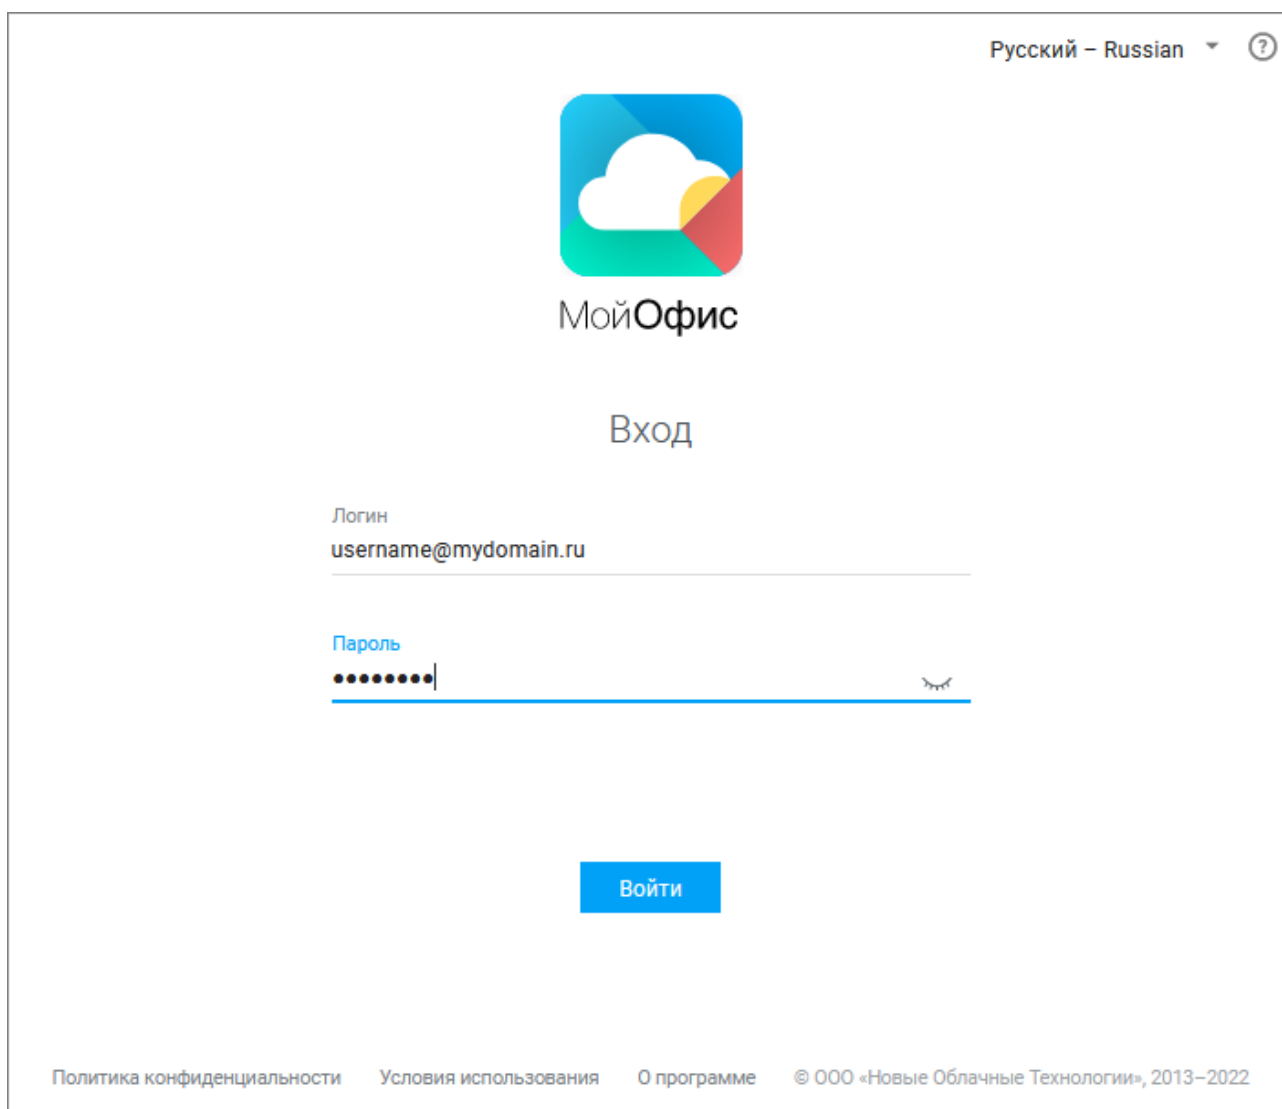 Русский – Russian
МойОфис
Вход
Логин
username@mydomain.ru
Пароль
••••••••
Войти
Политика конфиденциальности Условия использования О программе © ООО «Новые Облачные Технологии», 2013–2022